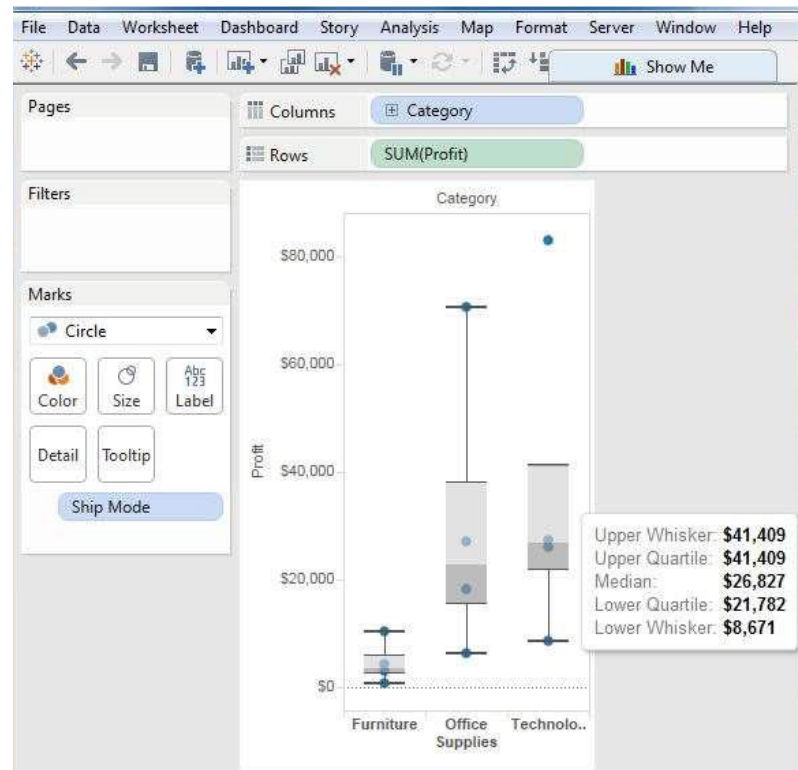 File Data Worksheet Dashboard Story Analysis Map Format Server Window Help
Show Me
Pages
Columns Category
Rows SUM(Profit)
Filters
Category
$80,000
$60,000
$40,000
$20,000
$0
Profit
Marks
Circle
Color Size Abc 123 Label
Detail Tooltip
Ship Mode
Upper Whisker: $41,409
Upper Quartile: $41,409
Median: $26,827
Lower Quartile: $21,782
Lower Whisker: $8,671
Furniture Office Technolo..
Supplies